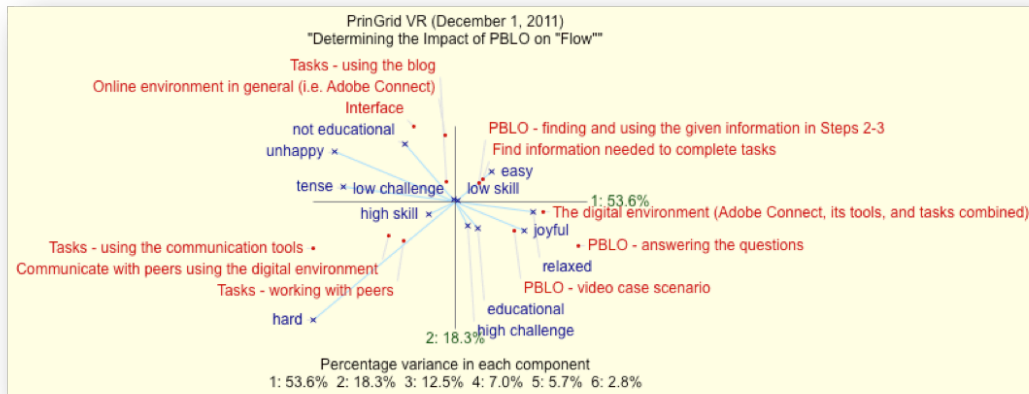 PrinGrid VR (December 1, 2011)
"Determining the Impact of PBLO on "Flow""
Tasks - using the blog
Online environment in general (i.e. Adobe Connect)
Interface
not educational
PBLO - finding and using the given information in Steps 2-3
unhappy
Find information needed to complete tasks
easy
tense
low challenge
low skill
1: 53.6%
high skill
The digital environment (Adobe Connect, its tools, and tasks combined)
joyful
Tasks - using the communication tools
PBLO - answering the questions
Communicate with peers using the digital environment
relaxed
Tasks - working with peers
PBLO - video case scenario
educational
hard
high challenge
2: 18.3%
Percentage variance in each component
1: 53.6% 2: 18.3% 3: 12.5% 4: 7.0% 5: 5.7% 6: 2.8%